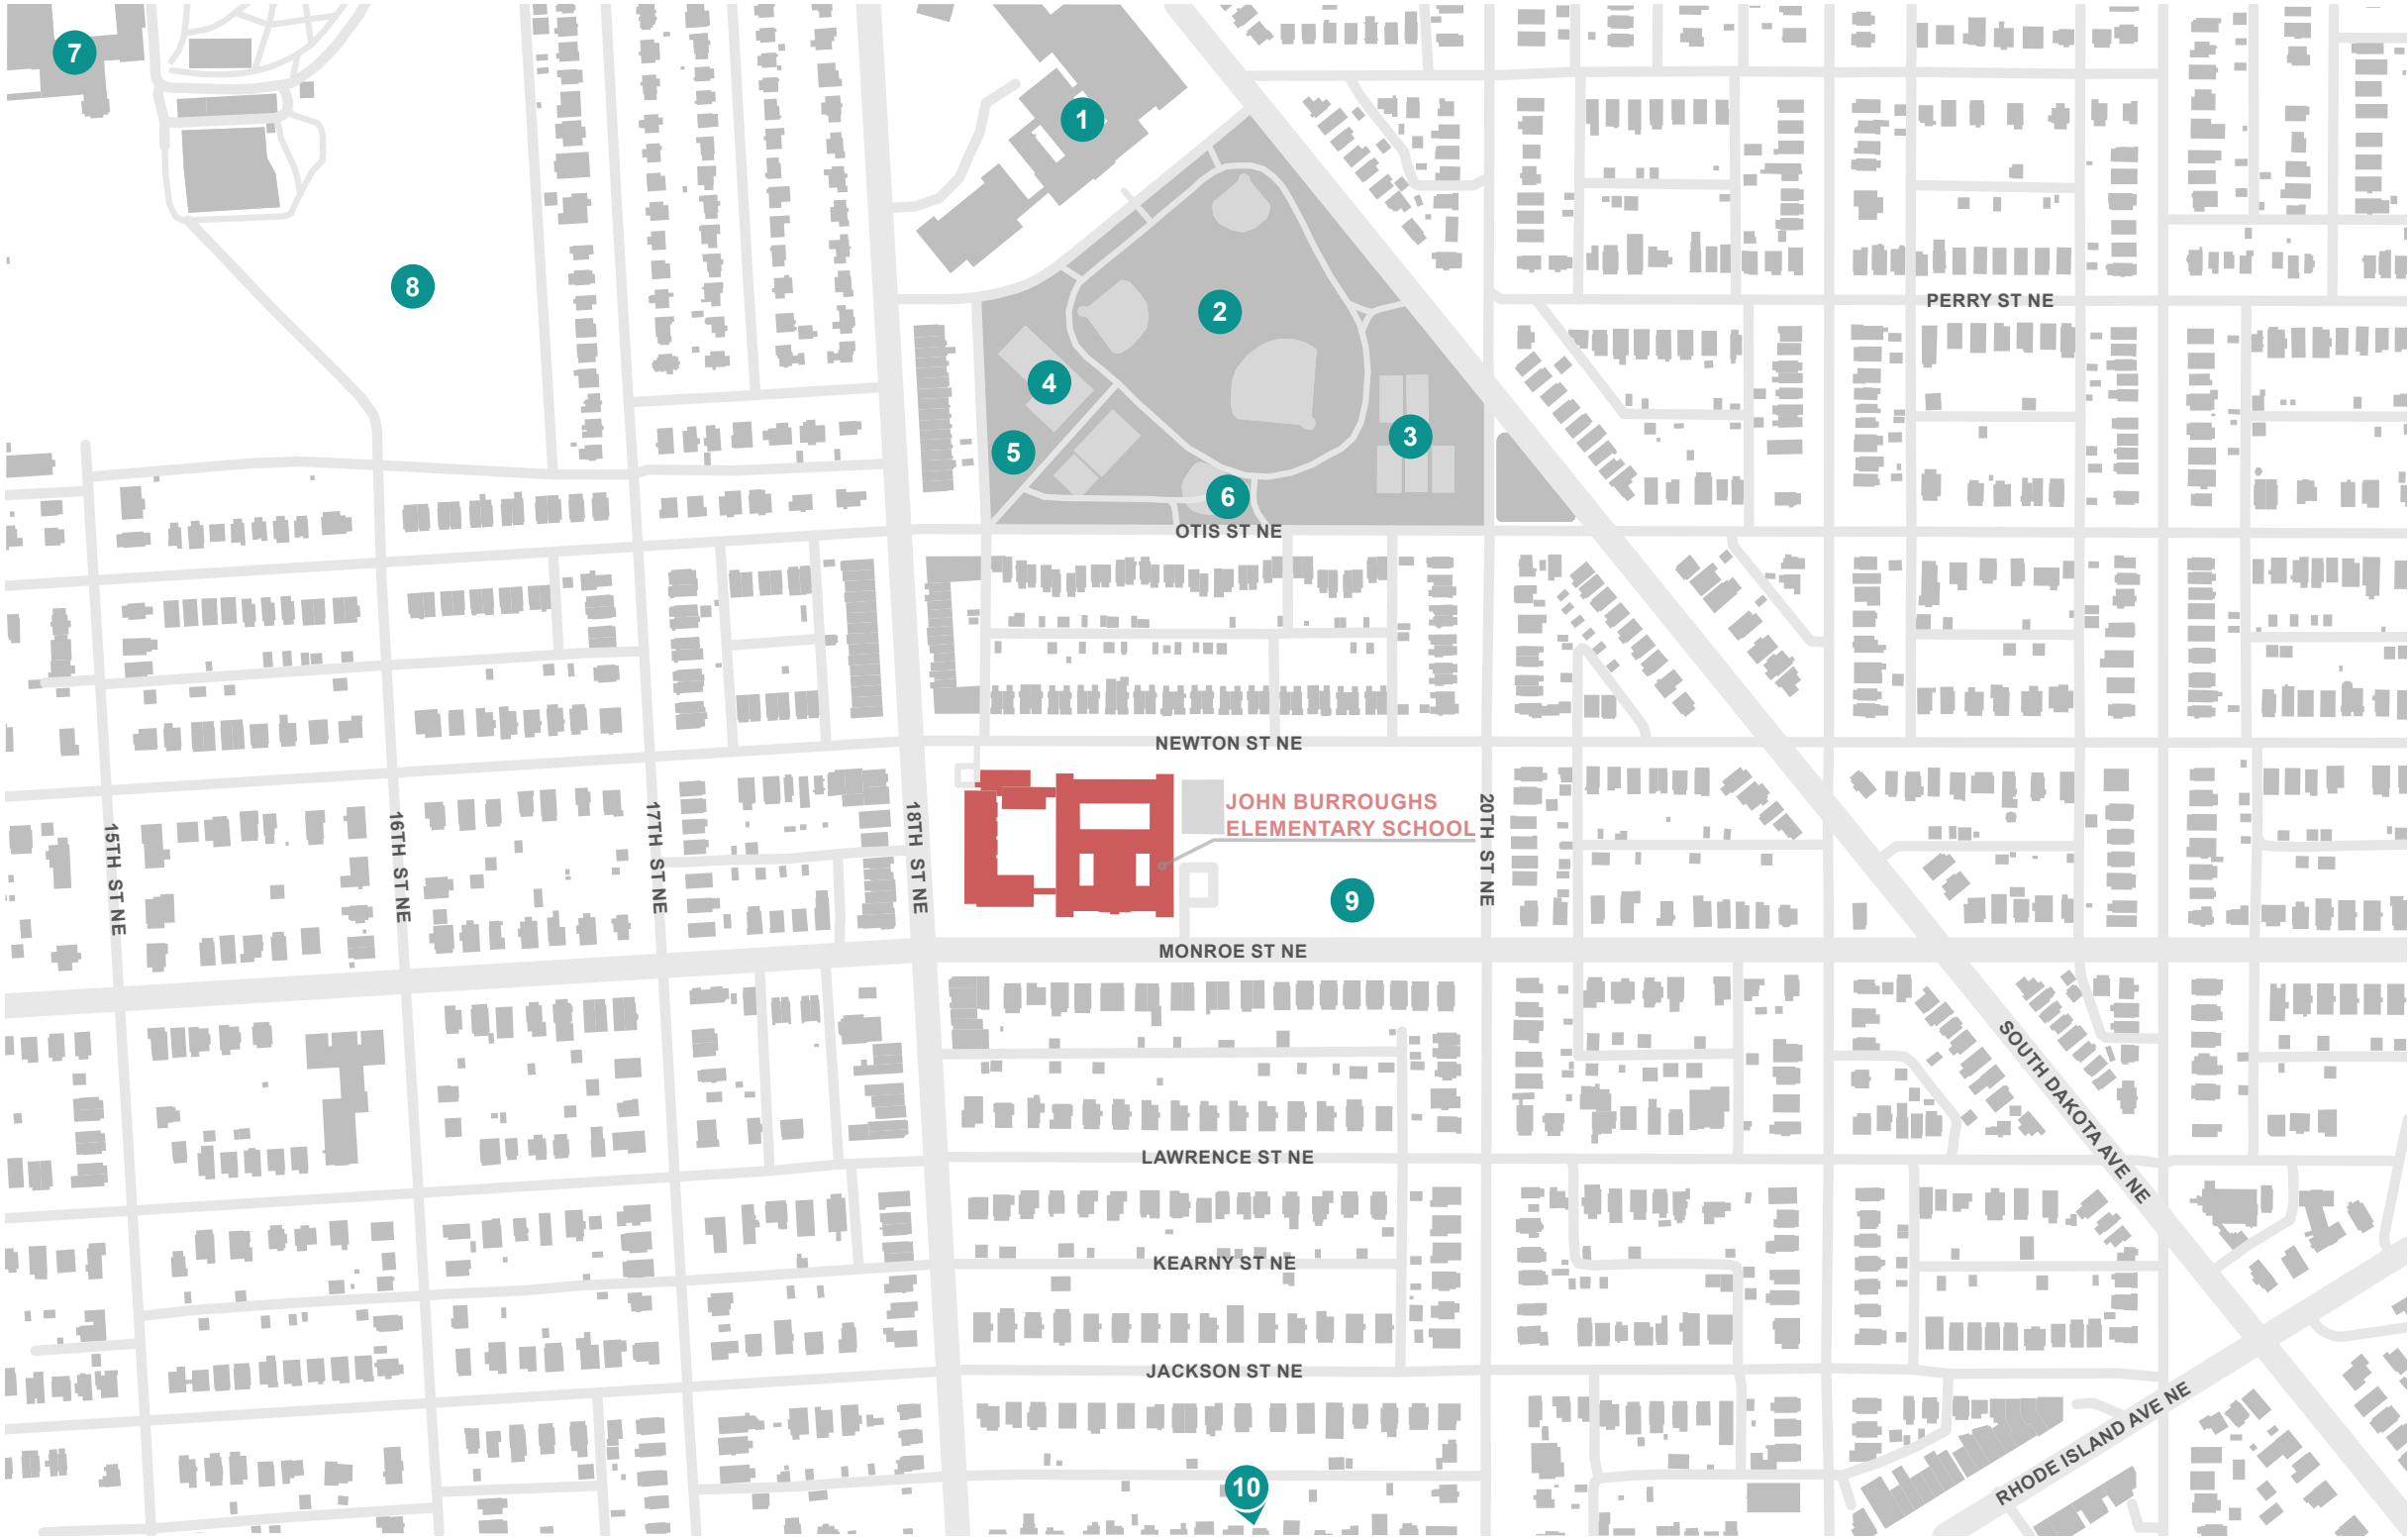 7
1
8
2
PERRY ST NE
4
3
5
6
OTIS ST NE
NEWTON ST NE
JOHN BURROUGHS
ELEMENTARY SCHOOL
15TH ST NE
16TH ST NE
17TH ST NE
18TH ST NE
20TH ST NE
9
MONROE ST NE
SOUTH DAKOTA AVE NE
LAWRENCE ST NE
KEARNY ST NE
JACKSON ST NE
RHODE ISLAND AVE NE
10